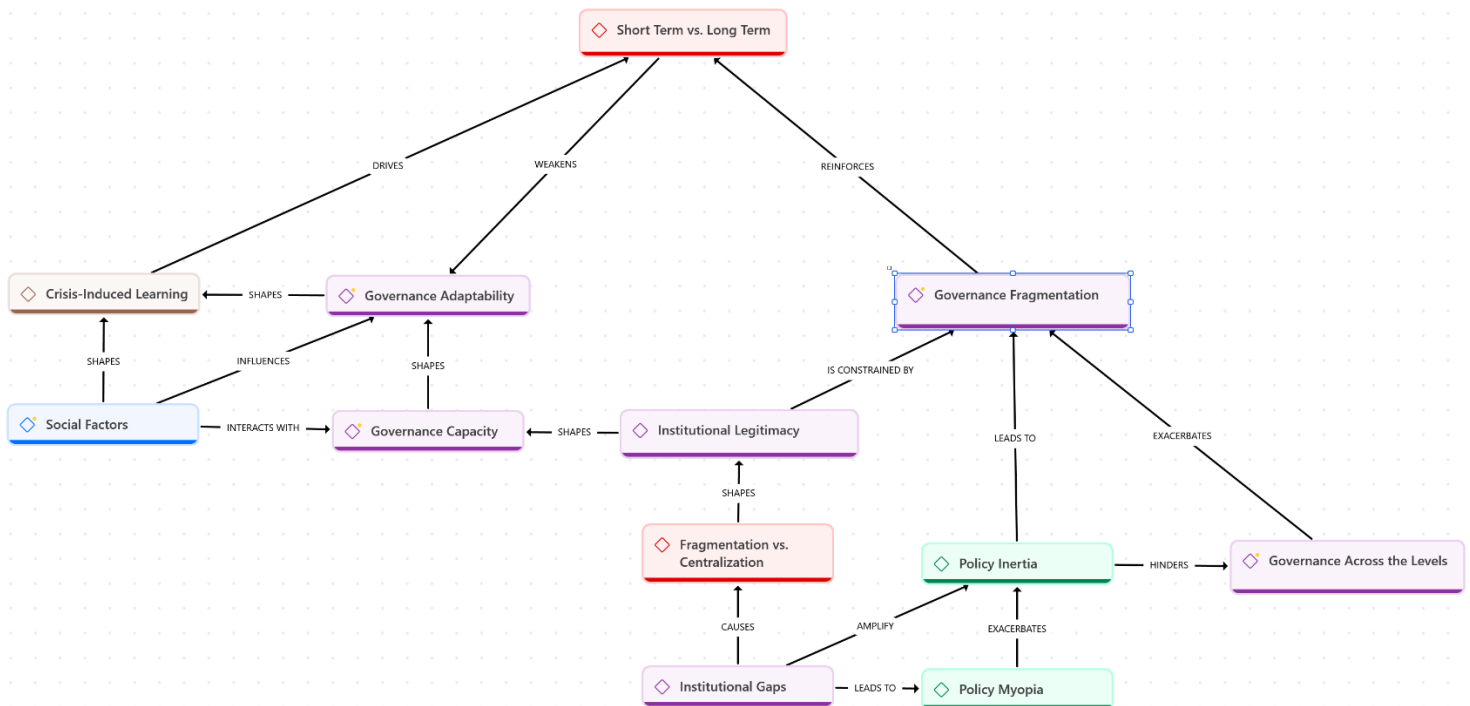 Short Term vs. Long Term
DRIVES
WEAKENS
REINFORCES
Crisis-Induced Learning
SHAPES
Governance Adaptability
Governance Fragmentation
SHAPES
INFLUENCES
SHAPES
IS CONSTRAINED BY
Social Factors
INTERACTS WITH
Governance Capacity
SHAPES
Institutional Legitimacy
LEADS TO
EXACERBATES
SHAPES
Fragmentation vs.
Centralization
Policy Inertia
HINDERS
Governance Across the Levels
CAUSES
AMPLIFY
EXACERBATES
Institutional Gaps
LEADS TO
Policy Myopia